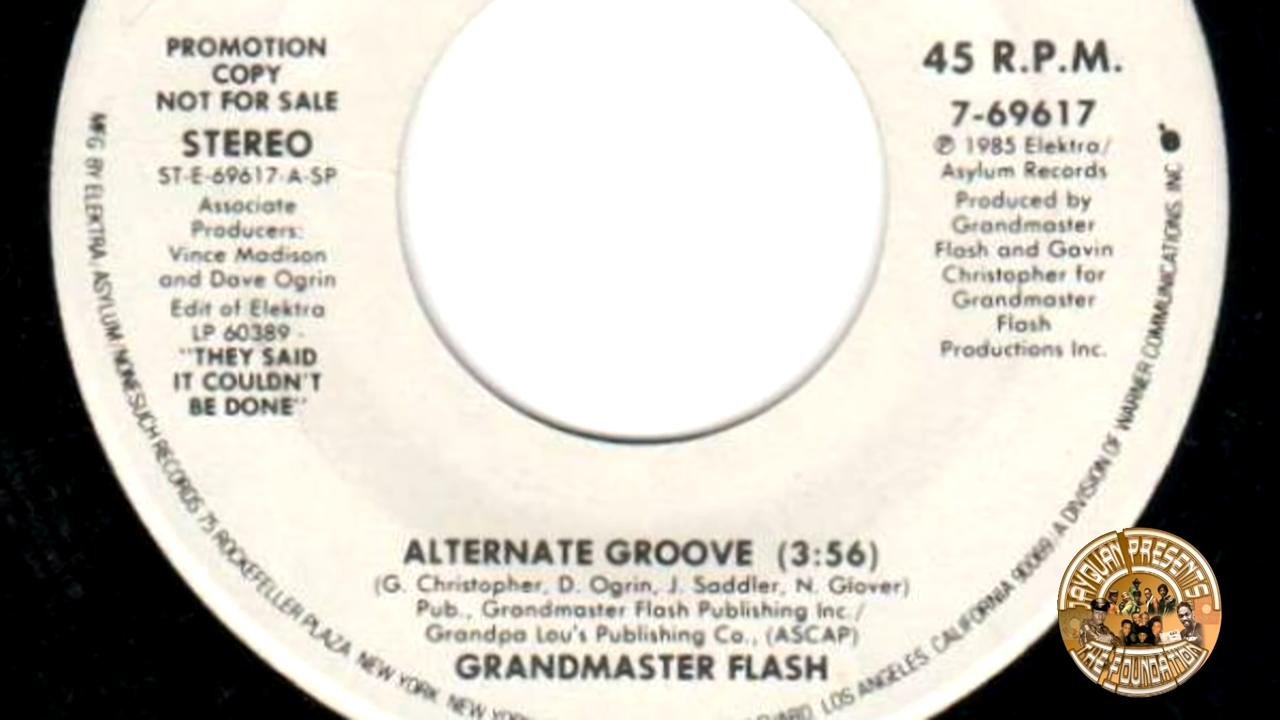 PROMOTION
COPY
NOT FOR SALE
STEREO
ST-E-69617-A-SP
Associate
Producers:
Vince Madison
and Dave Ogrin
Edit of Elektra
LP 60389 -
"THEY SAID
IT COULDN'T
BE DONE"
45 R.P.M.
7-69617
℗ 1985 Elektra/
Asylum Records
Produced by
Grandmaster
Flash and Gavin
Christopher for
Grandmaster
Flash
Productions Inc.
ALTERNATE GROOVE (3:56)
(G. Christopher, D. Ogrin, J. Saddler, N. Glover)
Pub., Grandmaster Flash Publishing Inc./
Grandpa Lou's Publishing Co., (ASCAP)
GRANDMASTER FLASH
MFG. BY ELEKTRA/ASYLUM/NONESUCH RECORDS, 75 ROCKEFELLER PLAZA, NEW YORK, NEW
LOS ANGELES, CALIFORNIA 90069. A DIVISION OF WARNER COMMUNICATIONS, INC.
JAYQUAN PRESENTS
THE FOUNDATION